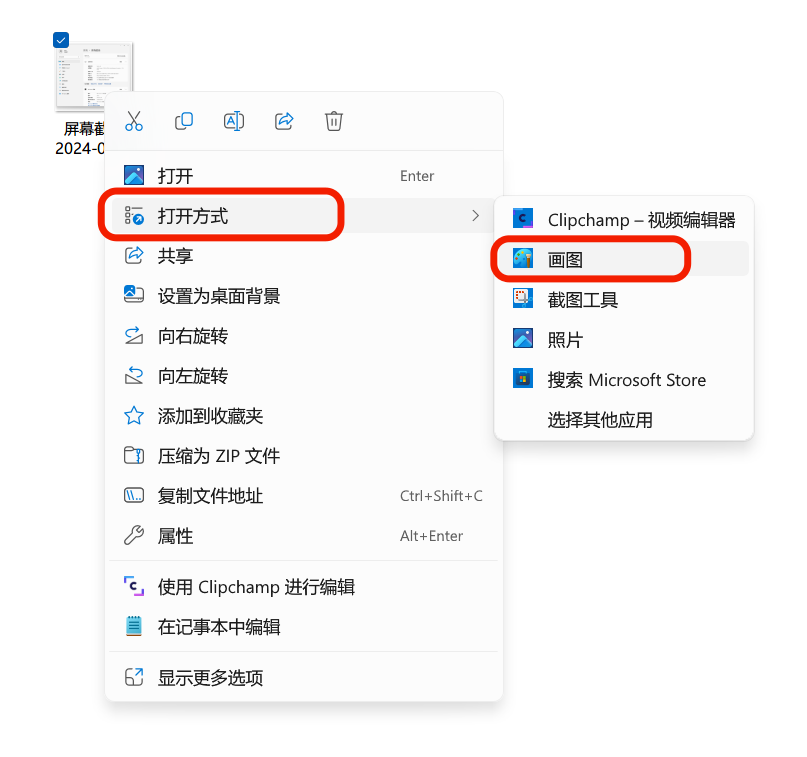 屏幕截
2024-0
打开 Enter
打开方式
共享
设置为桌面背景
向右旋转
向左旋转
添加到收藏夹
压缩为 ZIP 文件
复制文件地址 Ctrl+Shift+C
属性 Alt+Enter
使用 Clipchamp 进行编辑
在记事本中编辑
显示更多选项
Clipchamp – 视频编辑器
画图
截图工具
照片
搜索 Microsoft Store
选择其他应用